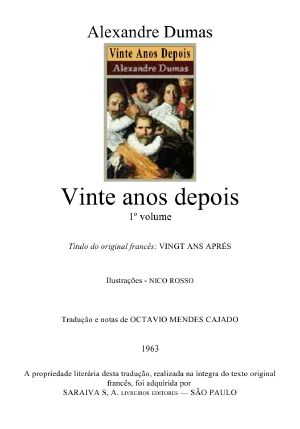 Alexandre Dumas
Vinte Anos Depois
Alexandre Dumas
Vinte anos depois
1º volume
Título do original francês: VINGT ANS APRÉS
Ilustrações - NICO ROSSO
Tradução e notas de OCTAVIO MENDES CAJADO
1963
A propriedade literária desta tradução, realizada na íntegra do texto original
francês, foi adquirida por
SARAIVA S, A. LIVREIROS EDITORES — SÃO PAULO